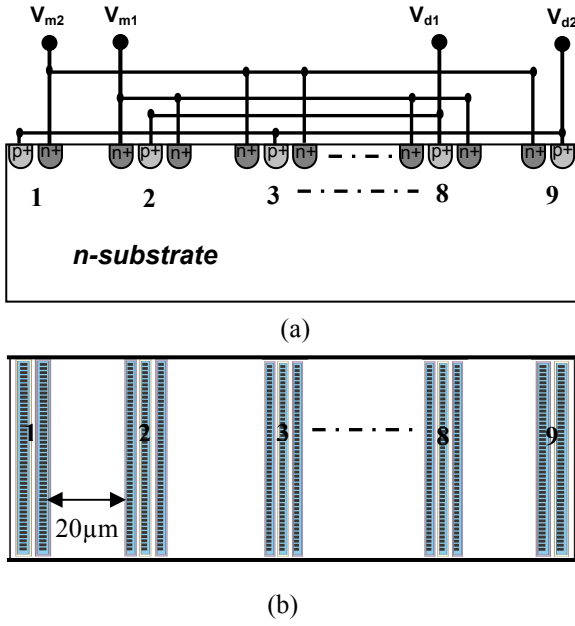 Vm2 Vm1 Vd1 Vd2
p+ n+ n+ p+ n+ n+ p+ n+ n+ p+ n+ n+ p+
1 2 3 8 9
n-substrate
(a)
1 2 3 8 9
20µm
(b)